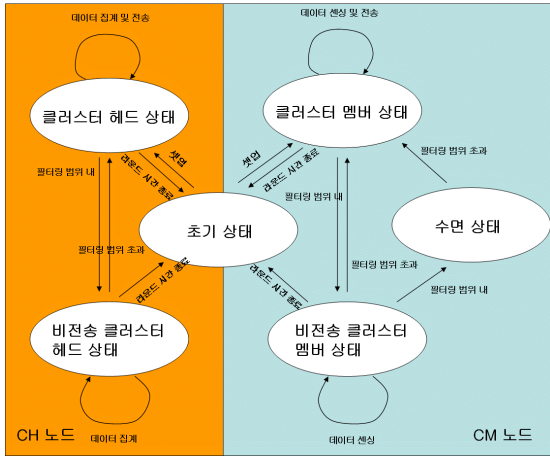 데이터 집계 및 전송
데이터 센싱 및 전송
클러스터 헤드 상태
클러스터 멤버 상태
셋업
라운드 시간 종료
셋업
라운드 시간 종료
필터링 범위 초과
필터링 범위 내
필터링 범위 내
초기 상태
수면 상태
필터링 범위 초과
필터링 범위 초과
라운드 시간 종료
라운드 시간 종료
필터링 범위 내
비전송 클러스터
헤드 상태
비전송 클러스터
멤버 상태
CH 노드
데이터 집계
데이터 센싱
CM 노드